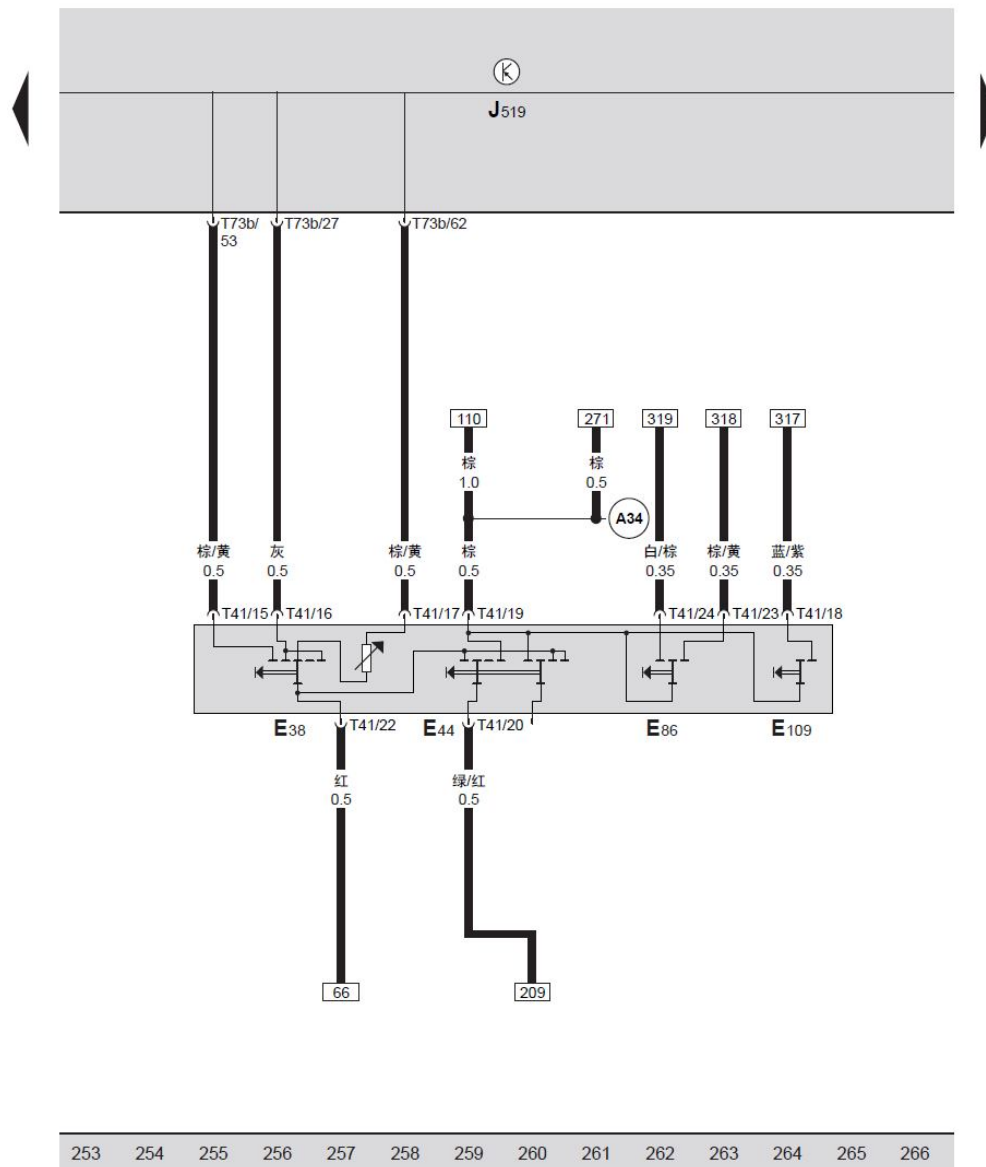 J519
T73b/ T73b/27 T73b/62
53
110 271 319 318 317
棕 棕
1.0 0.5
A34
棕/黄 灰 棕/黄 棕 白/棕 棕/黄 蓝/紫
0.5 0.5 0.5 0.5 0.35 0.35 0.35
T41/15 T41/16 T41/17 T41/19 T41/24 T41/23 T41/18
E38 T41/22 E44 T41/20 E86 E109
红 绿/红
0.5 0.5
66 209
253 254 255 256 257 258 259 260 261 262 263 264 265 266